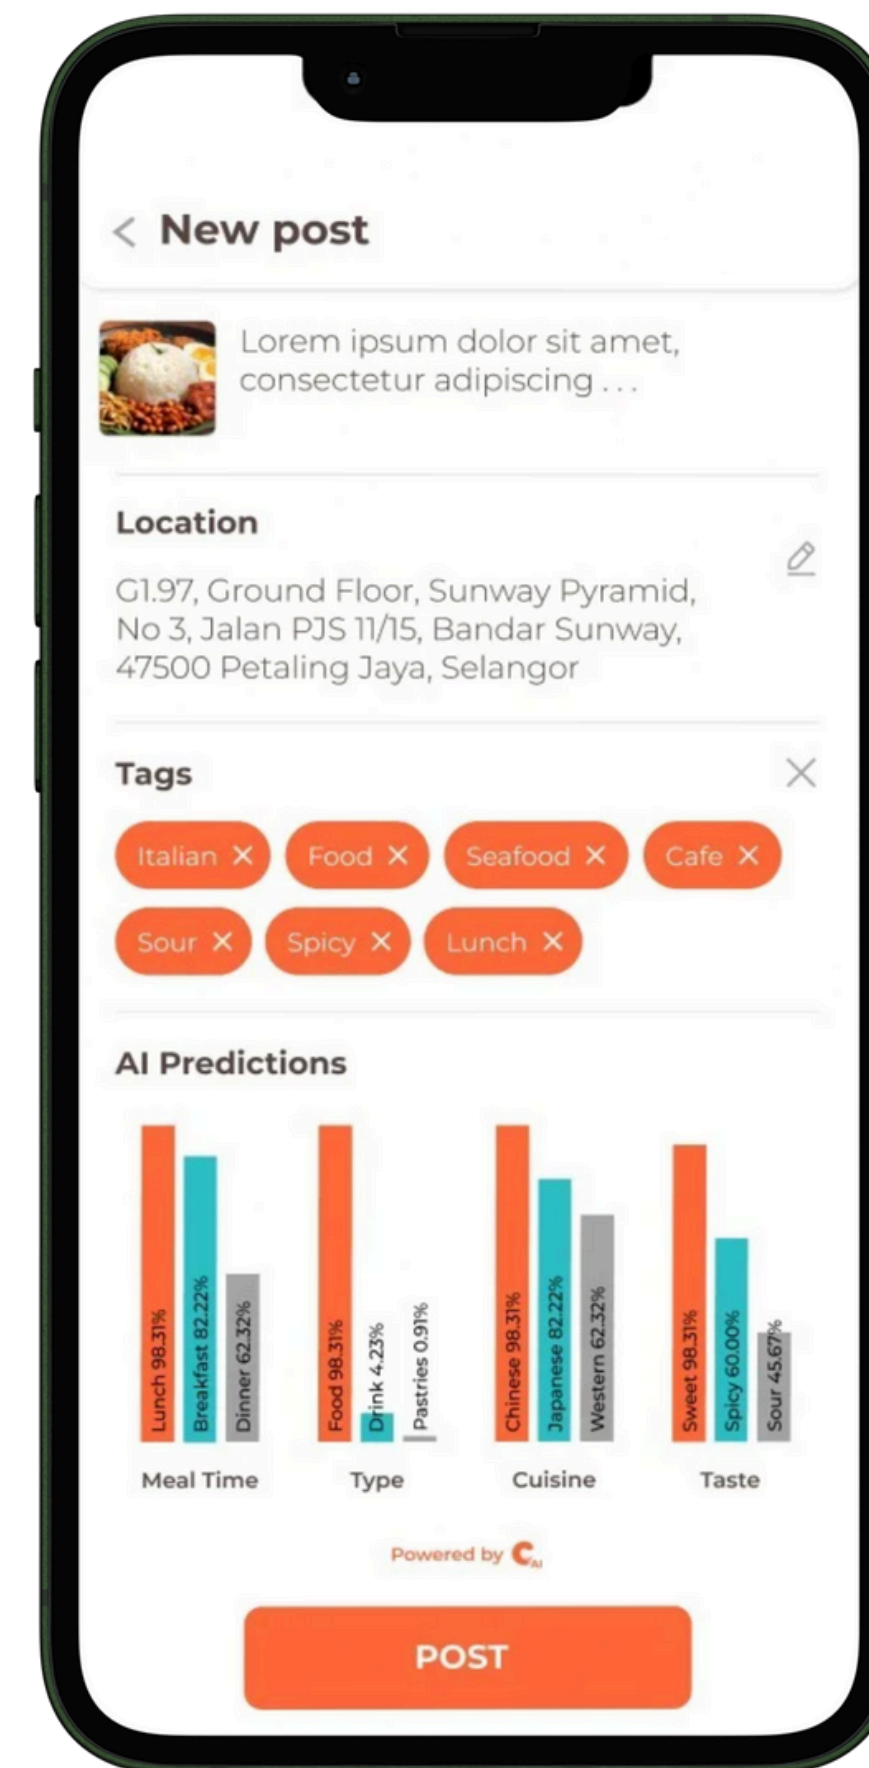 New post
Lorem ipsum dolor sit amet,
consectetur adipiscing ...
Location
G1.97, Ground Floor, Sunway Pyramid,
No 3, Jalan PJS 11/15, Bandar Sunway,
47500 Petaling Jaya, Selangor
Tags
Italian
Food
Seafood
Cafe
Sour
Spicy
Lunch
AI Predictions
Lunch 98.31%
Breakfast 82.22%
Dinner 62.32%
Food 98.31%
Drink 4.23%
Pastries 0.91%
Chinese 98.31%
Japanese 82.22%
Western 62.32%
Sweet 98.31%
Spicy 60.00%
Sour 45.67%
Meal Time
Type
Cuisine
Taste
Powered by C AI
POST